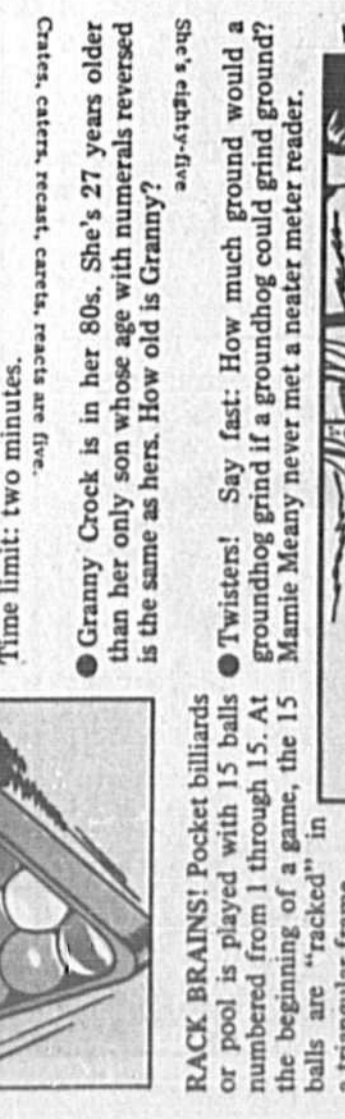 Time limit: two minutes.
Crates, caters, recast, carets, reacts are five.
● Granny Crock is in her 80s. She's 27 years older
than her only son whose age with numerals reversed
is the same as hers. How old is Granny?
She's eighty-five
● Twisters! Say fast: How much ground would a
groundhog grind if a groundhog could grind ground?
Mamie Meany never met a neater meter reader.
RACK BRAINS! Pocket billiards
or pool is played with 15 balls
numbered from 1 through 15. At
the beginning of a game, the 15
balls are "racked" in
a triangular frame